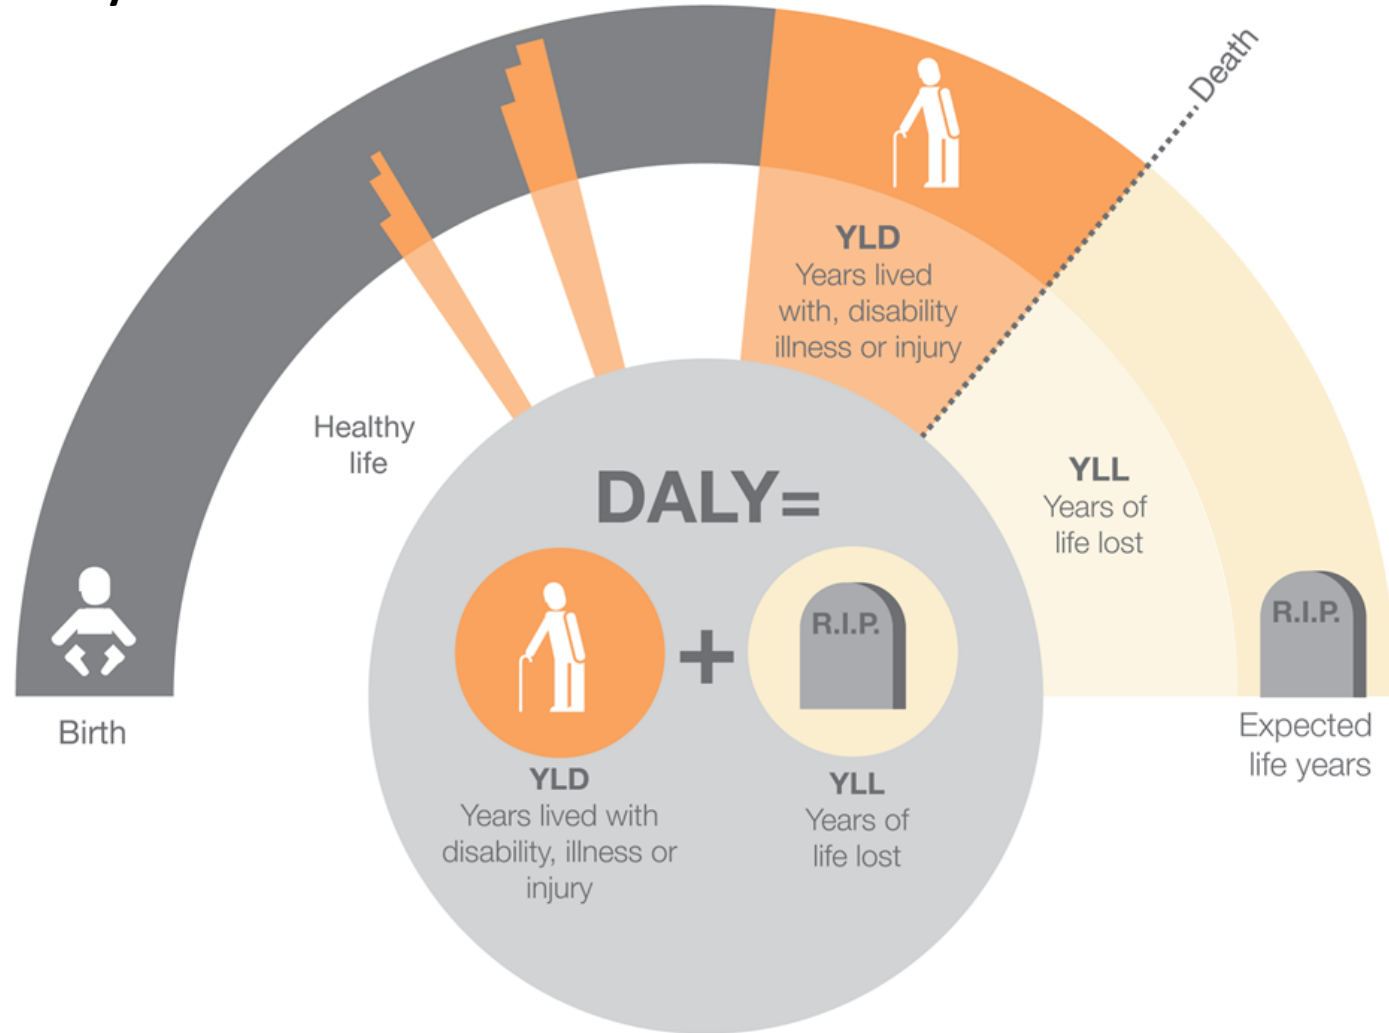 Death
YLD
Years lived
with, disability
illness or injury
Healthy
life
YLL
Years of
life lost
DALY=
R.I.P.
+
R.I.P.
Birth
Expected
life years
YLD
Years lived with
disability, illness or
injury
YLL
Years of
life lost